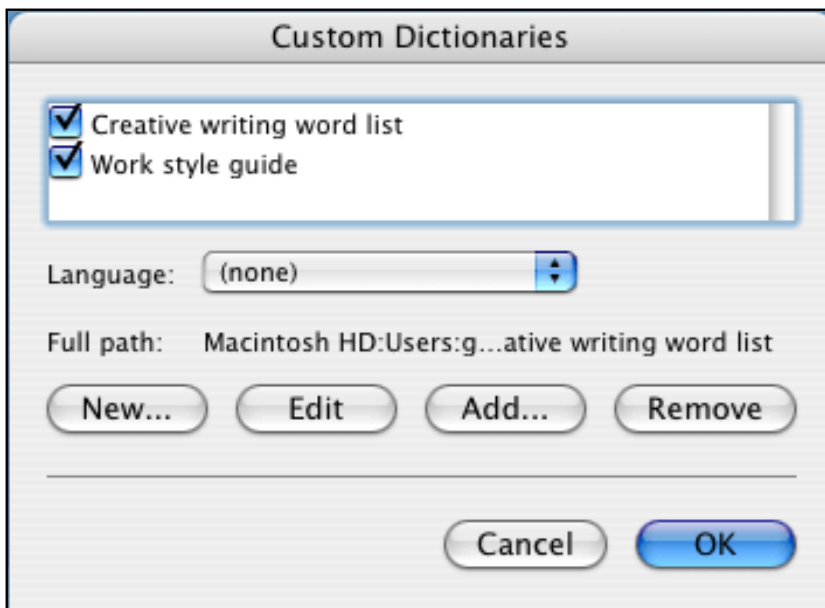 Custom Dictionaries
Creative writing word list
Work style guide
Language: (none)
Full path: Macintosh HD:Users:g...ative writing word list
New... Edit Add... Remove
Cancel OK